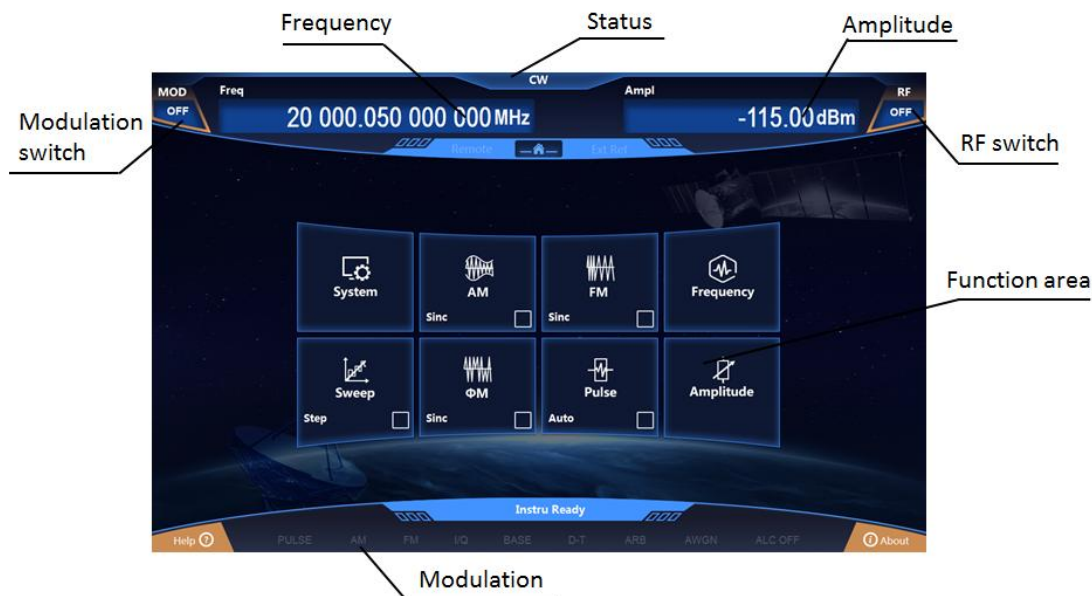 Frequency
Status
Amplitude
CW
MOD
Freq
Ampl
RF
OFF
20 000.050 000 000 MHz
-115.00 dBm
OFF
Modulation
switch
RF switch
Remote
Ext Ref
System
AM
Sinc
FM
Sinc
Frequency
Function area
Sweep
Step
ΦM
Sinc
Pulse
Auto
Amplitude
Instru Ready
Help ?
PULSE AM FM I/Q BASE D-T ARB AWGN ALC OFF
i About
Modulation